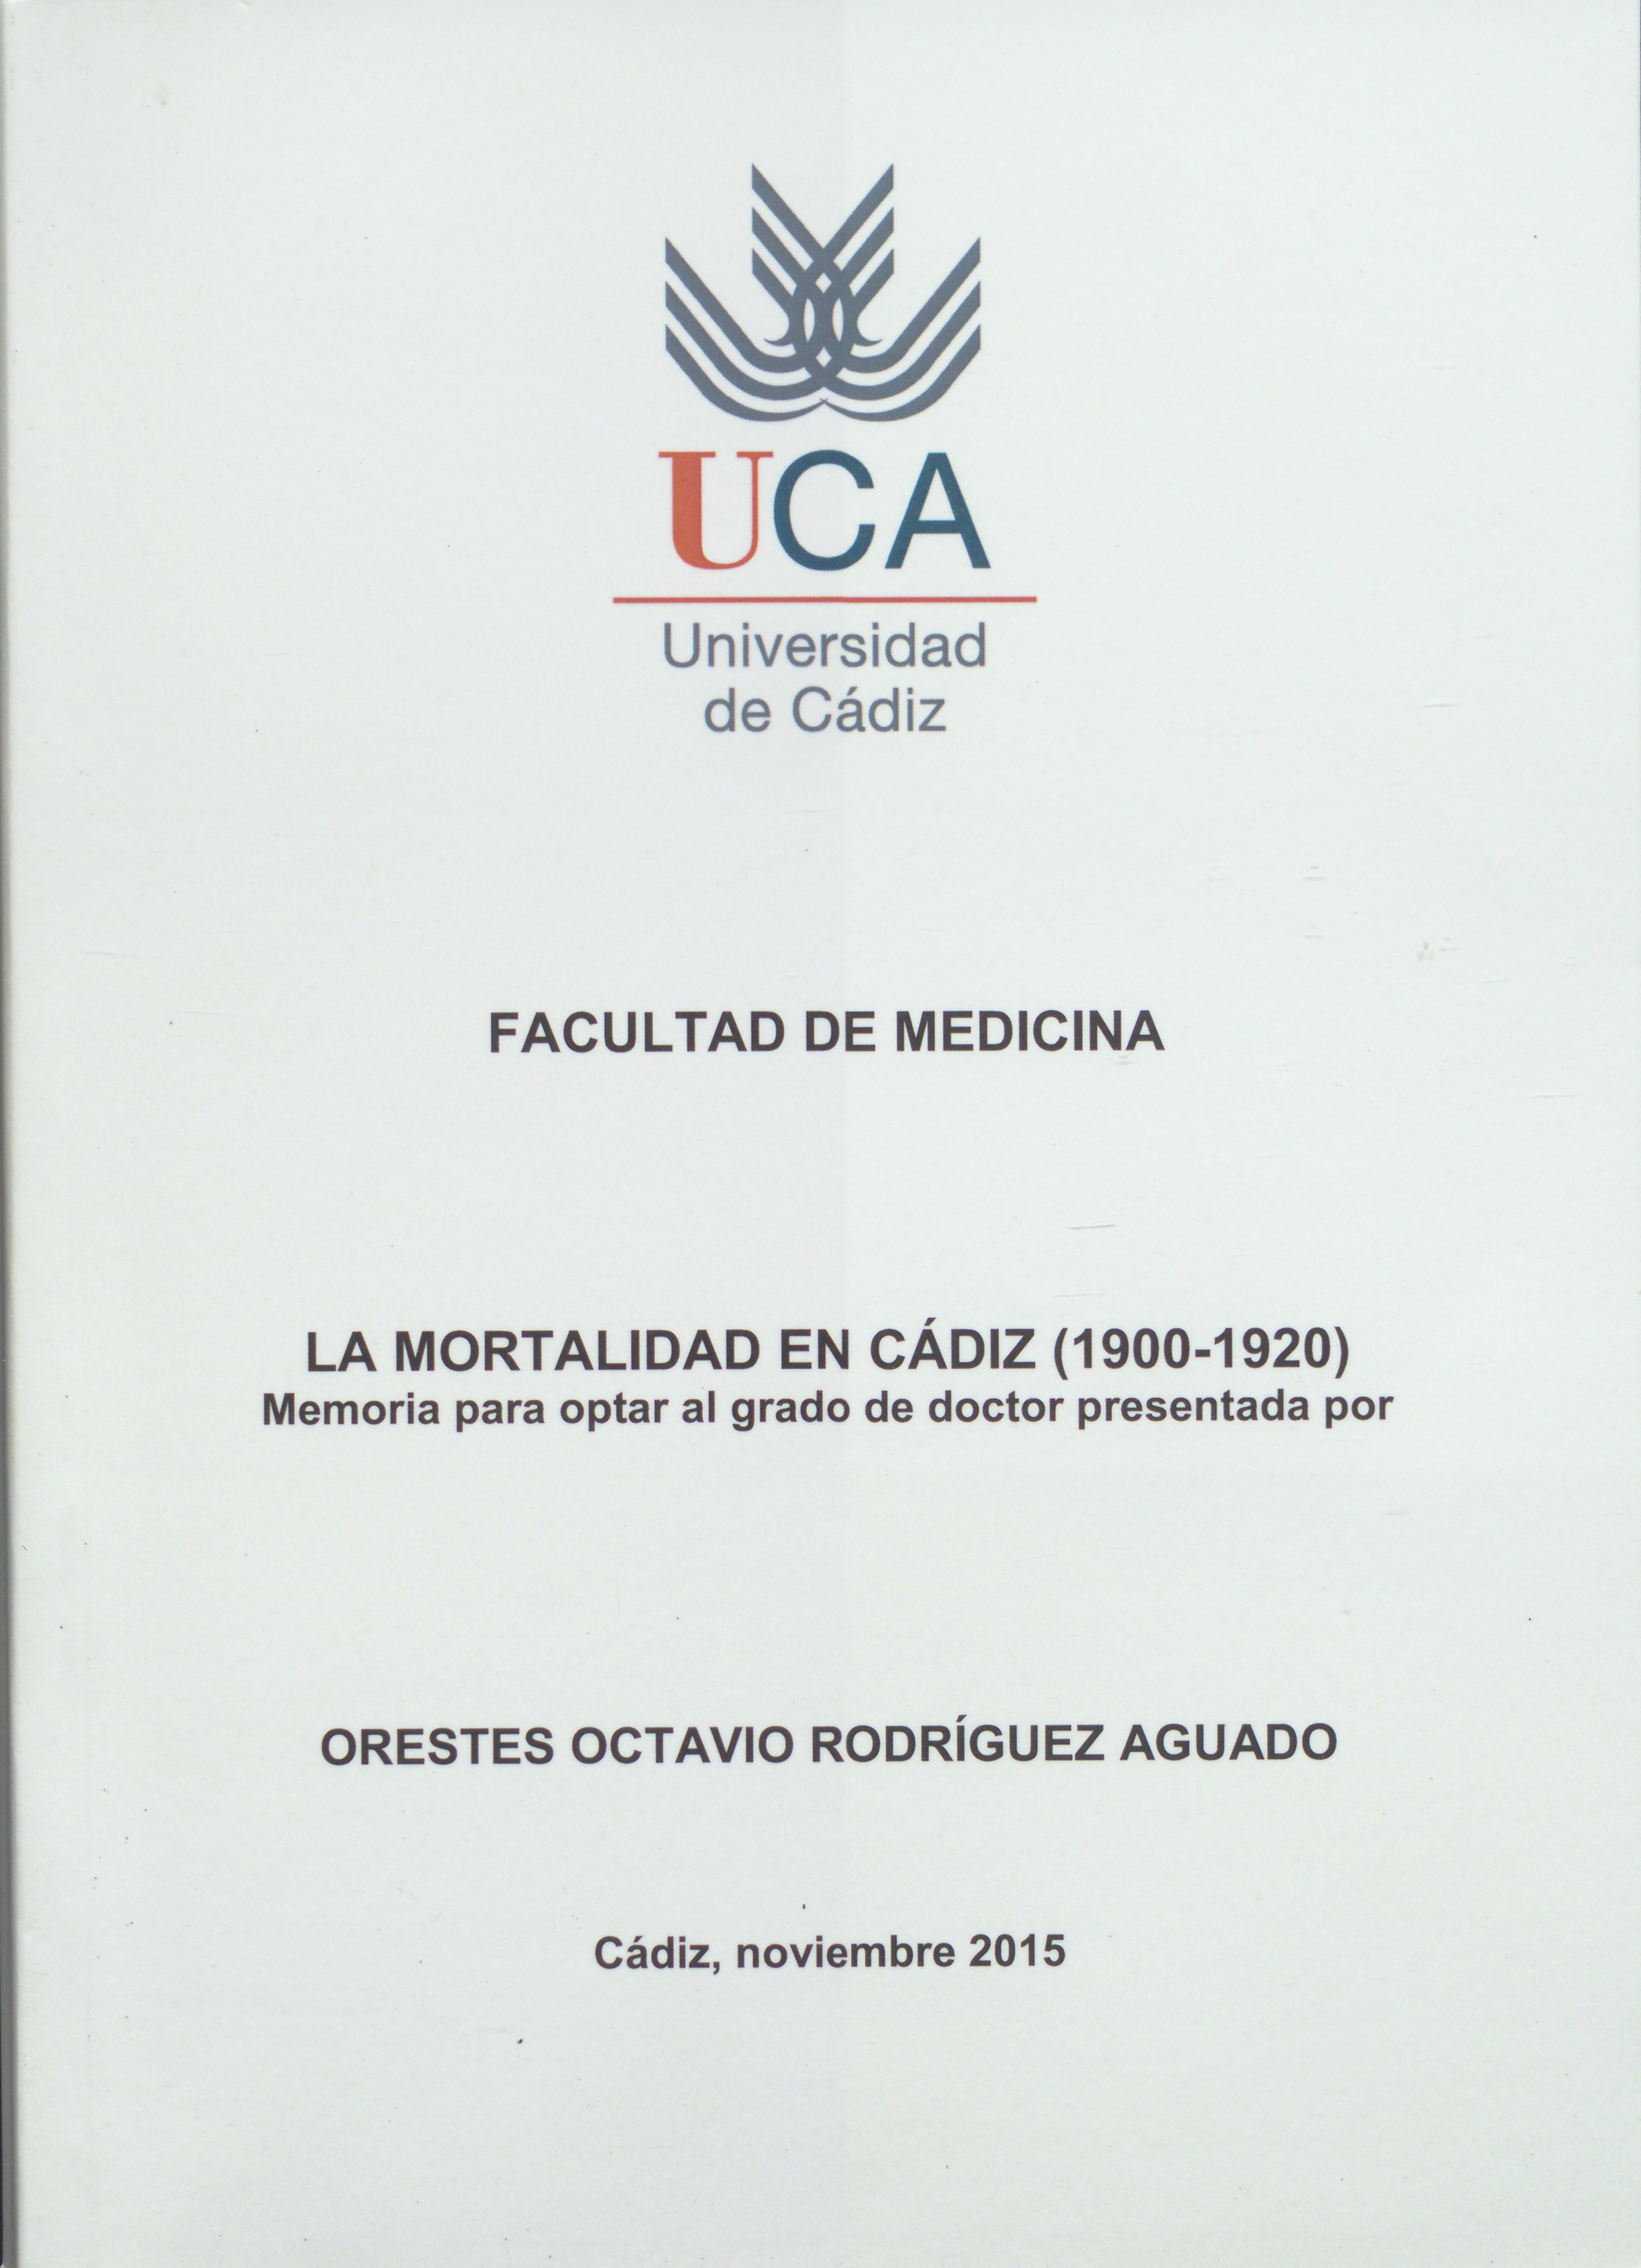 UCA
Universidad
de Cádiz
FACULTAD DE MEDICINA
LA MORTALIDAD EN CÁDIZ (1900-1920)
Memoria para optar al grado de doctor presentada por
ORESTES OCTAVIO RODRÍGUEZ AGUADO
Cádiz, noviembre 2015